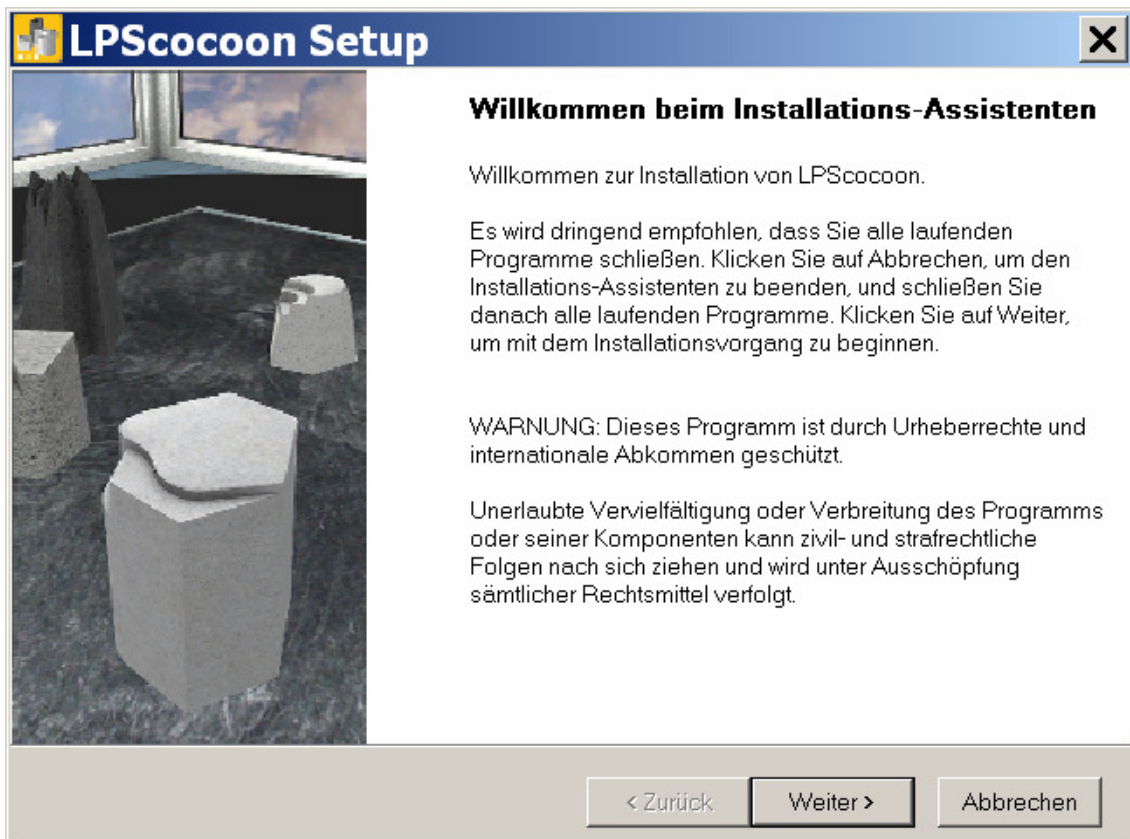 LPScocoon Setup
Willkommen beim Installations-Assistenten
Willkommen zur Installation von LPScocoon.
Es wird dringend empfohlen, dass Sie alle laufenden
Programme schließen. Klicken Sie auf Abbrechen, um den
Installations-Assistenten zu beenden, und schließen Sie
danach alle laufenden Programme. Klicken Sie auf Weiter,
um mit dem Installationsvorgang zu beginnen.
WARNUNG: Dieses Programm ist durch Urheberrechte und
internationale Abkommen geschützt.
Unerlaubte Vervielfältigung oder Verbreitung des Programms
oder seiner Komponenten kann zivil- und strafrechtliche
Folgen nach sich ziehen und wird unter Ausschöpfung
sämtlicher Rechtsmittel verfolgt.
< Zurück Weiter > Abbrechen